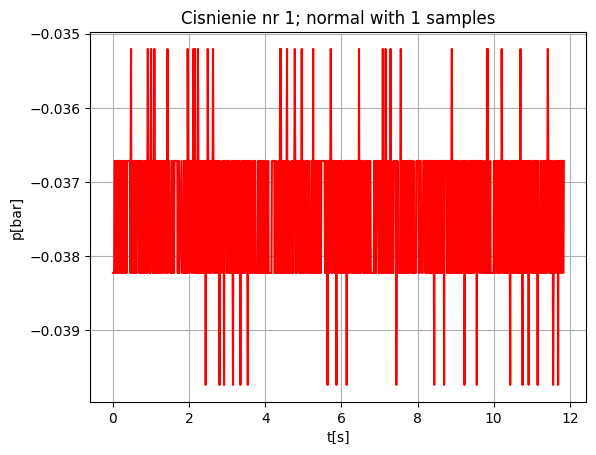 Cisnienie nr 1; normal with 1 samples
−0.035
−0.036
−0.037
−0.038
−0.039
p[bar]
0 2 4 6 8 10 12
t[s]